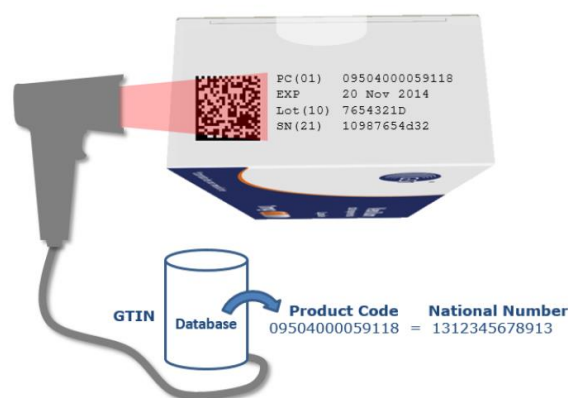 PC(01) 09504000059118
EXP 20 Nov 2014
Lot(10) 7654321D
SN(21) 10987654d32
GTIN
Database
Product Code National Number
09504000059118 = 1312345678913